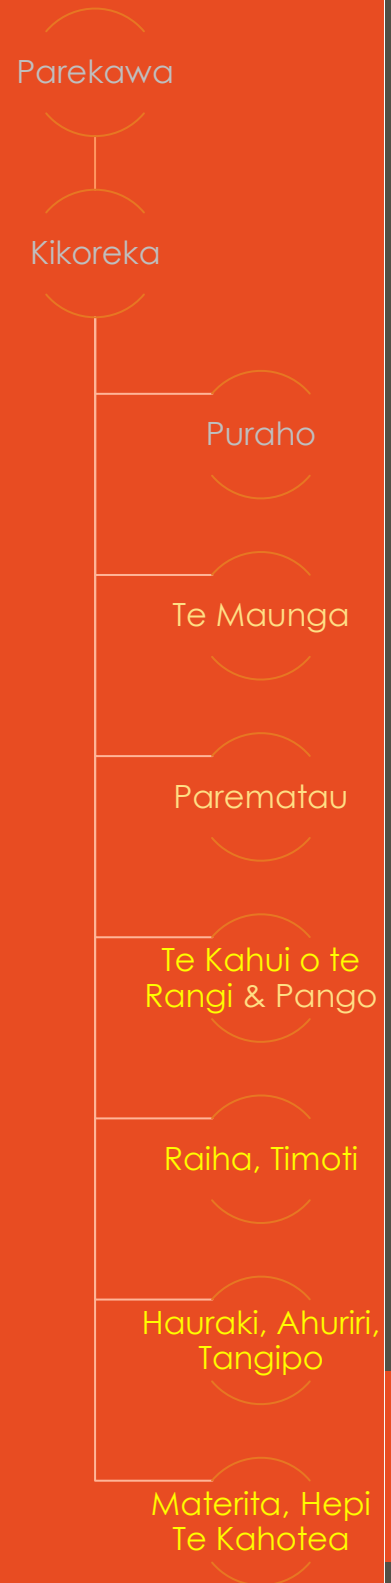 Parekawa
Kikoreka
Puraho
Te Maunga
Parematau
Te Kahui o te
Rangi & Pango
Raiha, Timoti
Hauraki, Ahuriri,
Tangipo
Materita, Hepi
Te Kahotea